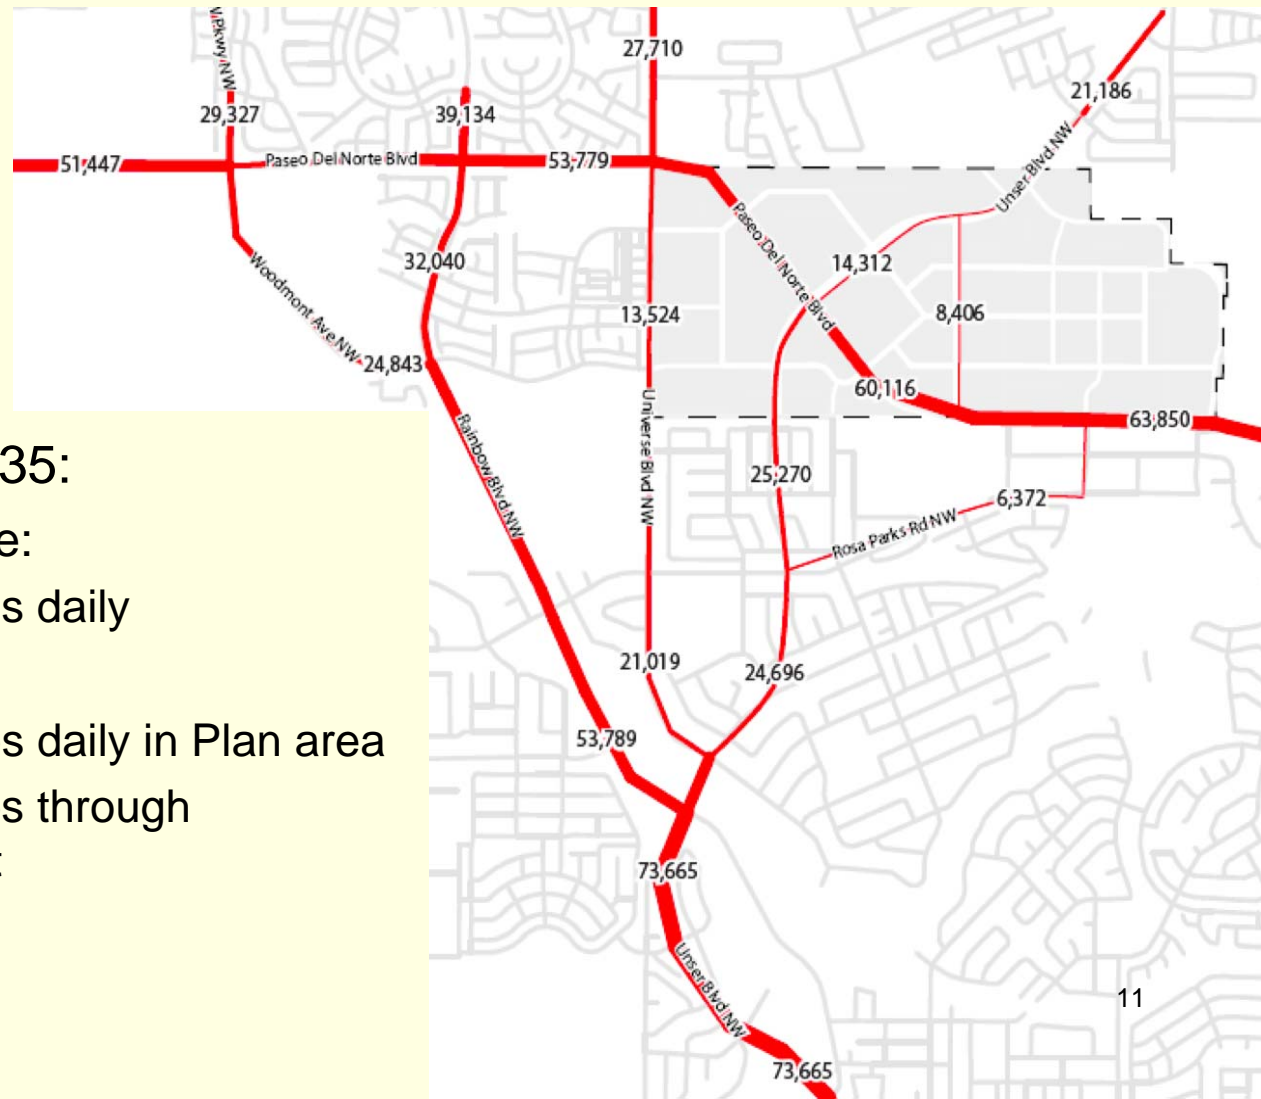 27,710
21,186
29,327
39,134
51,447
Paseo Del Norte Blvd
53,779
Pkwy NW
Unser Blvd NW
Paseo Del Norte Blvd
32,040
14,312
Woodmont Ave NW
13,524
8,406
24,843
60,116
63,850
Rainbow Blvd NW
Universe Blvd NW
25,270
6,372
Rosa Parks Rd NW
35:
e:
s daily
21,019
24,696
s daily in Plan area
53,789
s through
73,665
Unser Blvd NW
11
73,665